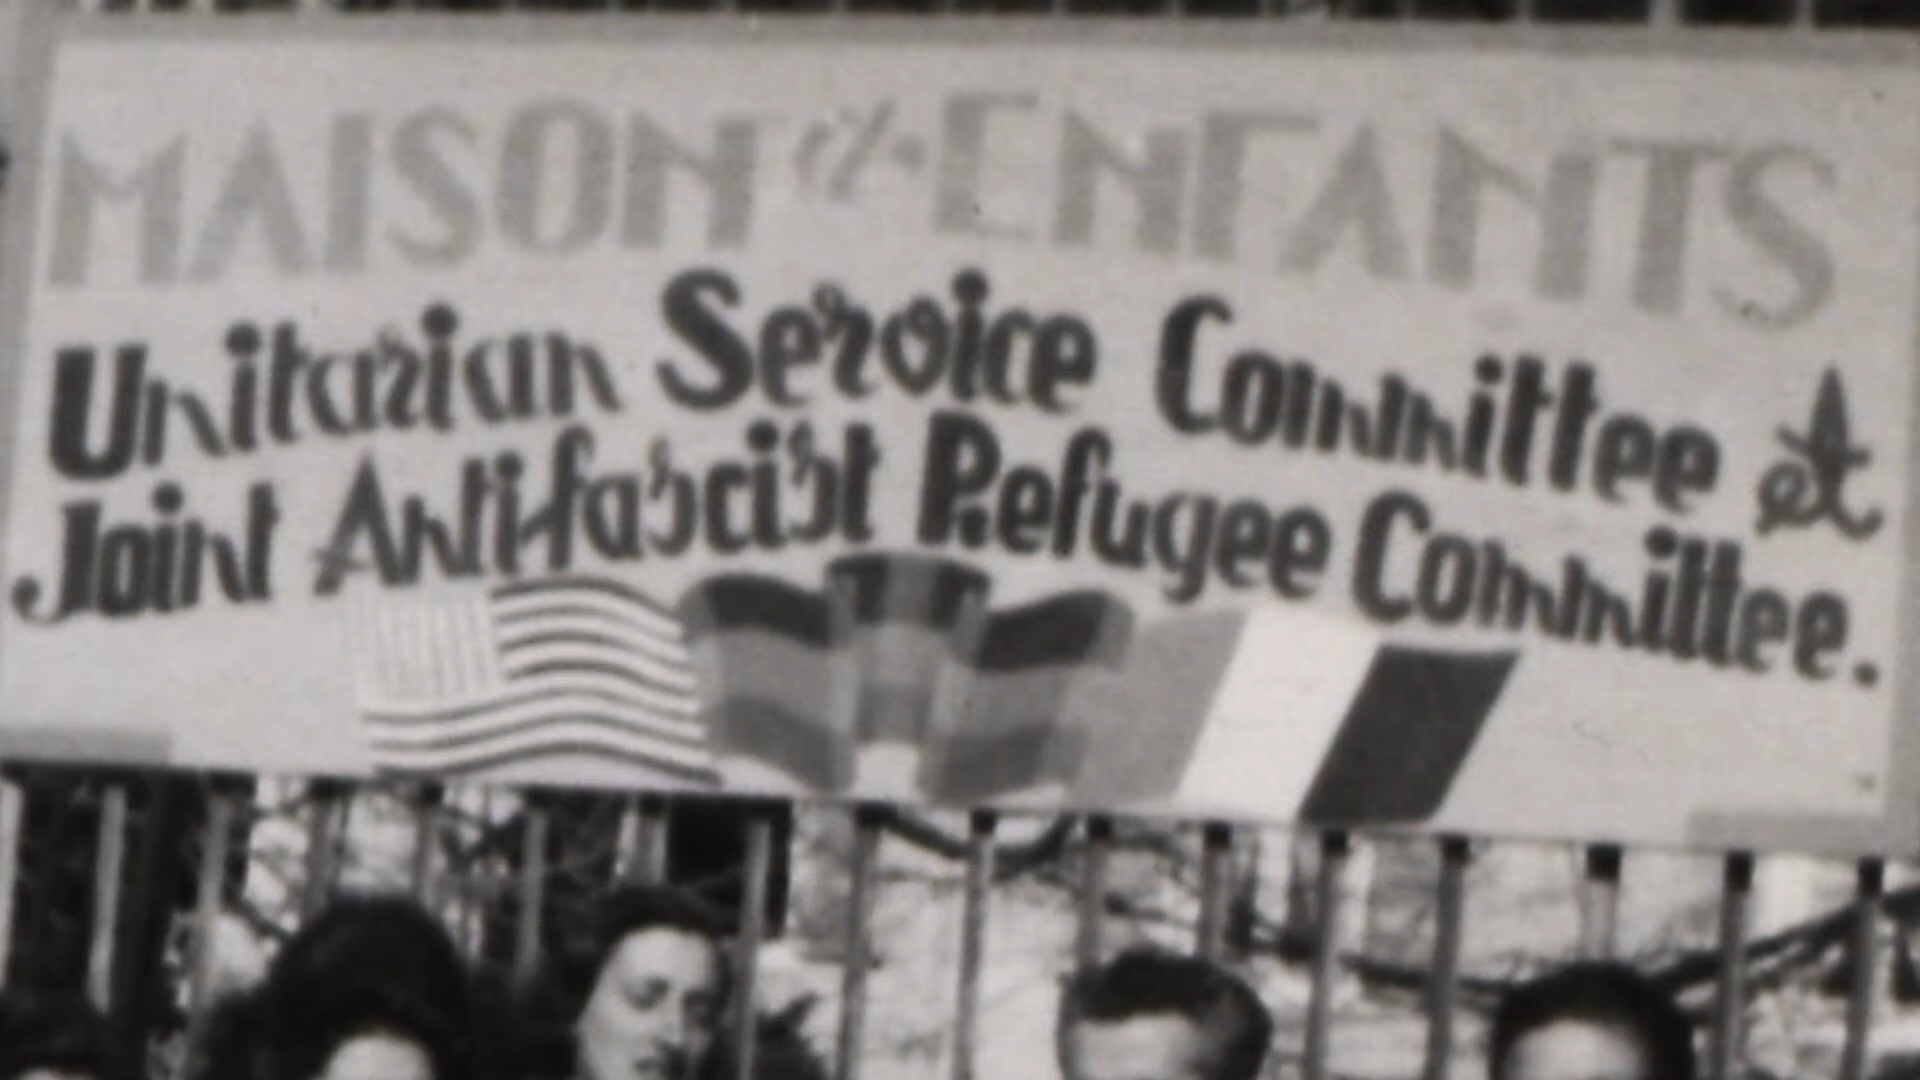 MAISON d'ENFANTS
Unitarian Service Committee et
Joint Antifascist Refugee Committee.